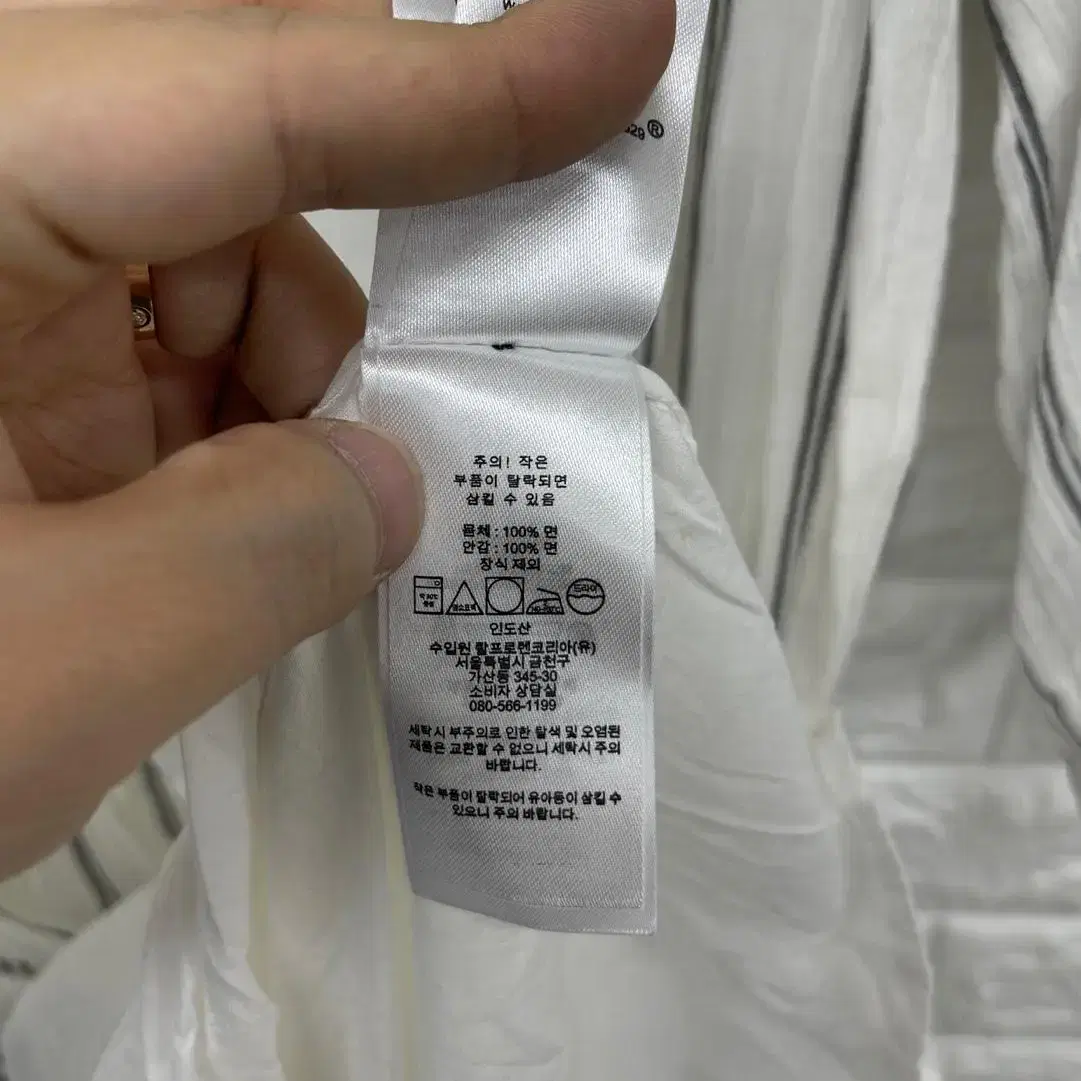 ®
주의! 작은
부품이 탈락되면
삼킬 수 있음
몸체 : 100% 면
안감 : 100% 면
장식 제외
드라이
인도산
수입원 랄프로렌코리아(유)
서울특별시 금천구
가산동 345-30
소비자 상담실
080-566-1199
세탁시 부주의로 인한 탈색 및 오염된
제품은 교환할 수 없으니 세탁시 주의
바랍니다.
작은 부품이 탈락되어 유아동이 삼킬 수
있으니 주의 바랍니다.